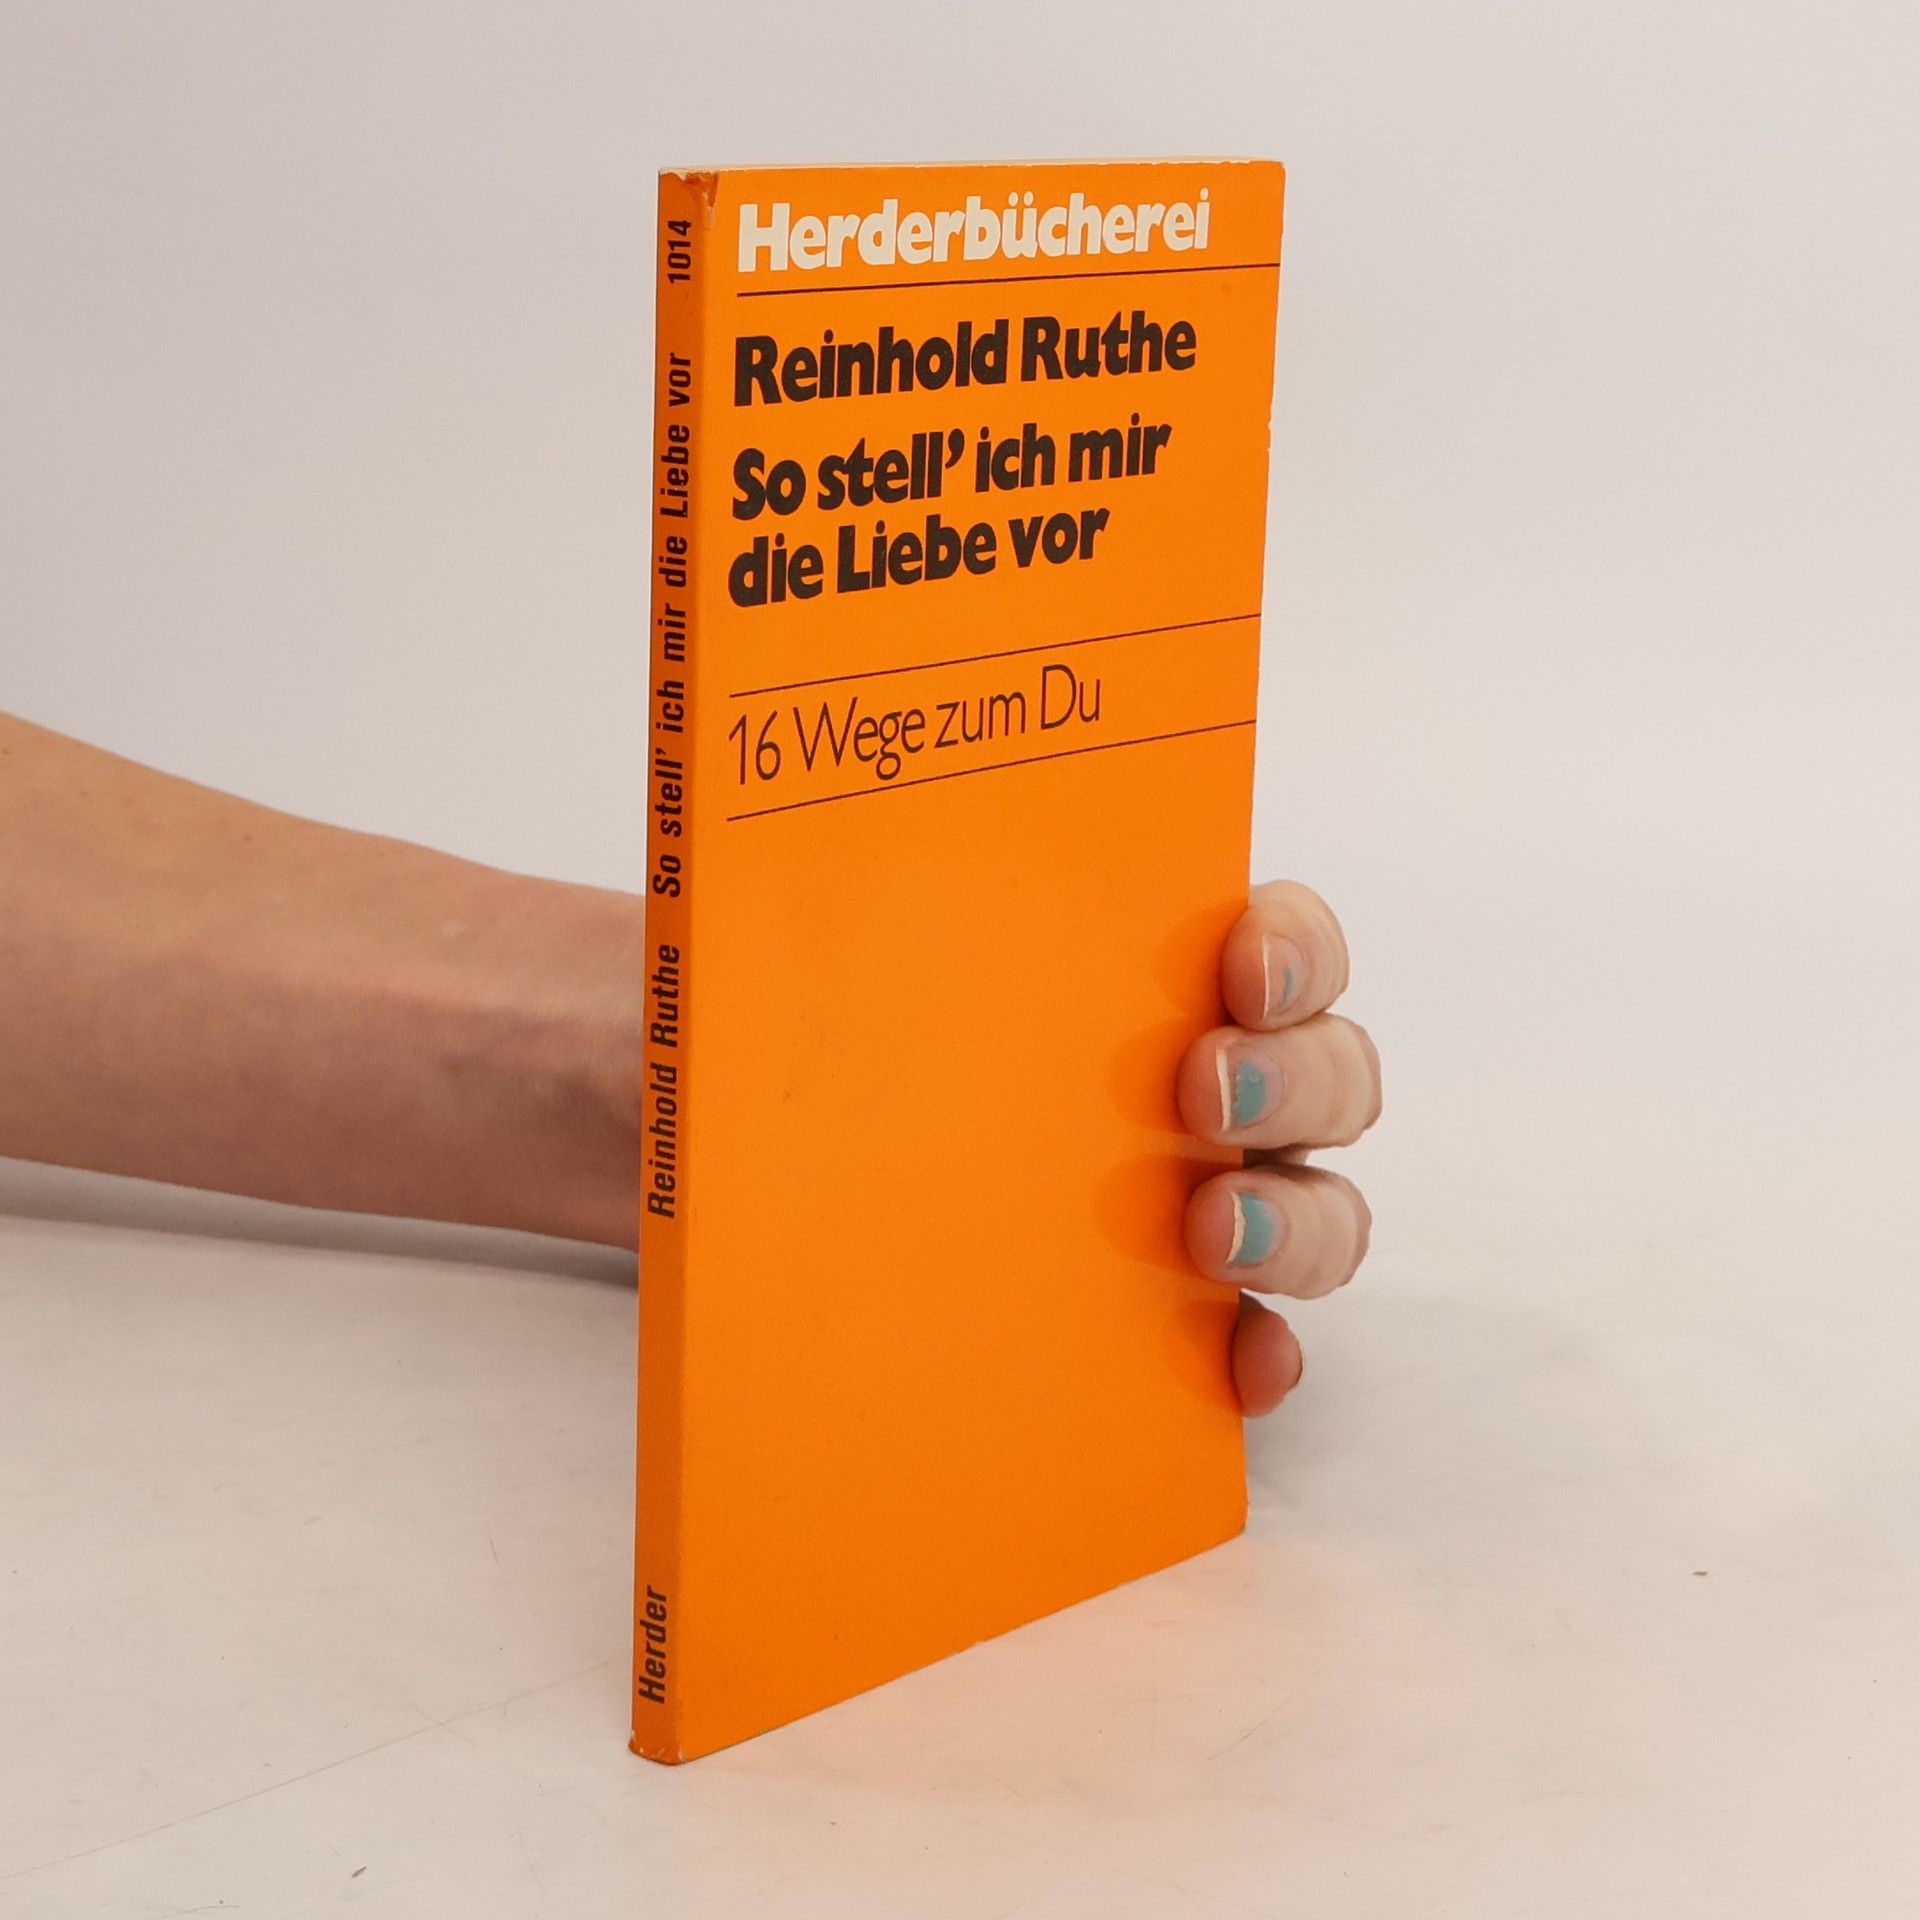 Herderbücherei
Reinhold Ruthe
So stell' ich mir
die Liebe vor
16 Wege zum Du
Herder Reinhold Ruthe So stell' ich mir die Liebe vor 1014